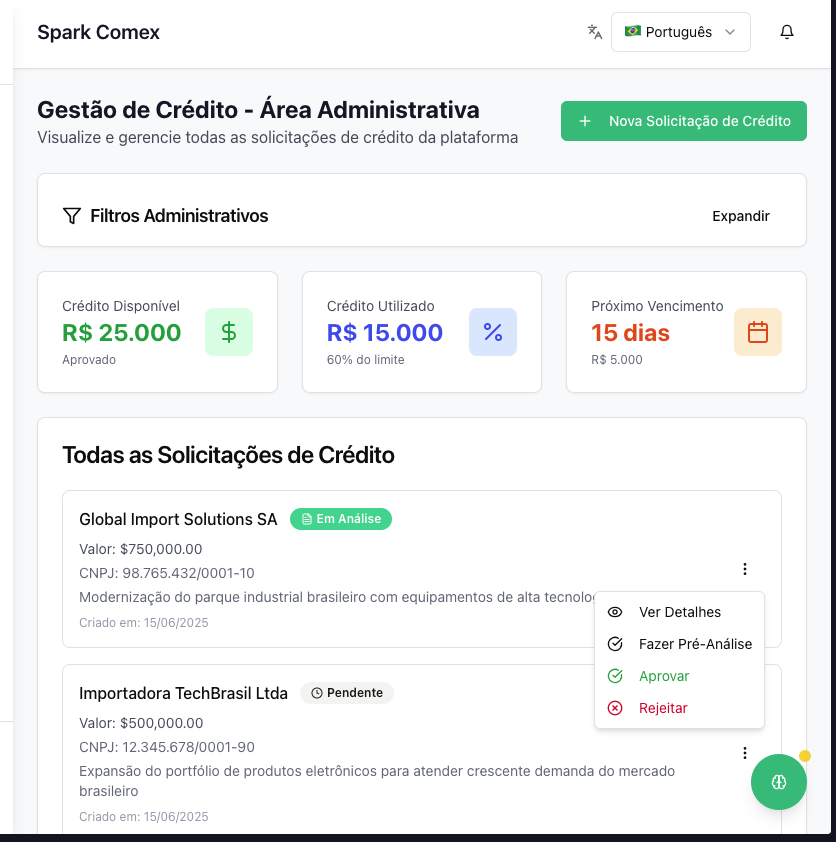 Spark Comex
Português
Gestão de Crédito - Área Administrativa
Visualize e gerencie todas as solicitações de crédito da plataforma
Nova Solicitação de Crédito
Filtros Administrativos
Expandir
Crédito Disponível
R$ 25.000
Aprovado
Crédito Utilizado
R$ 15.000
60% do limite
Próximo Vencimento
15 dias
R$ 5.000
Todas as Solicitações de Crédito
Global Import Solutions SA
Em Análise
Valor: $750,000.00
CNPJ: 98.765.432/0001-10
Modernização do parque industrial brasileiro com equipamentos de alta
Criado em: 15/06/2025
Ver Detalhes
Fazer Pré-Análise
Aprovar
Rejeitar
Importadora TechBrasil Ltda
Pendente
Valor: $500,000.00
CNPJ: 12.345.678/0001-90
Expansão do portfólio de produtos eletrônicos para atender crescente demanda do mercado
brasileiro
Criado em: 15/06/2025